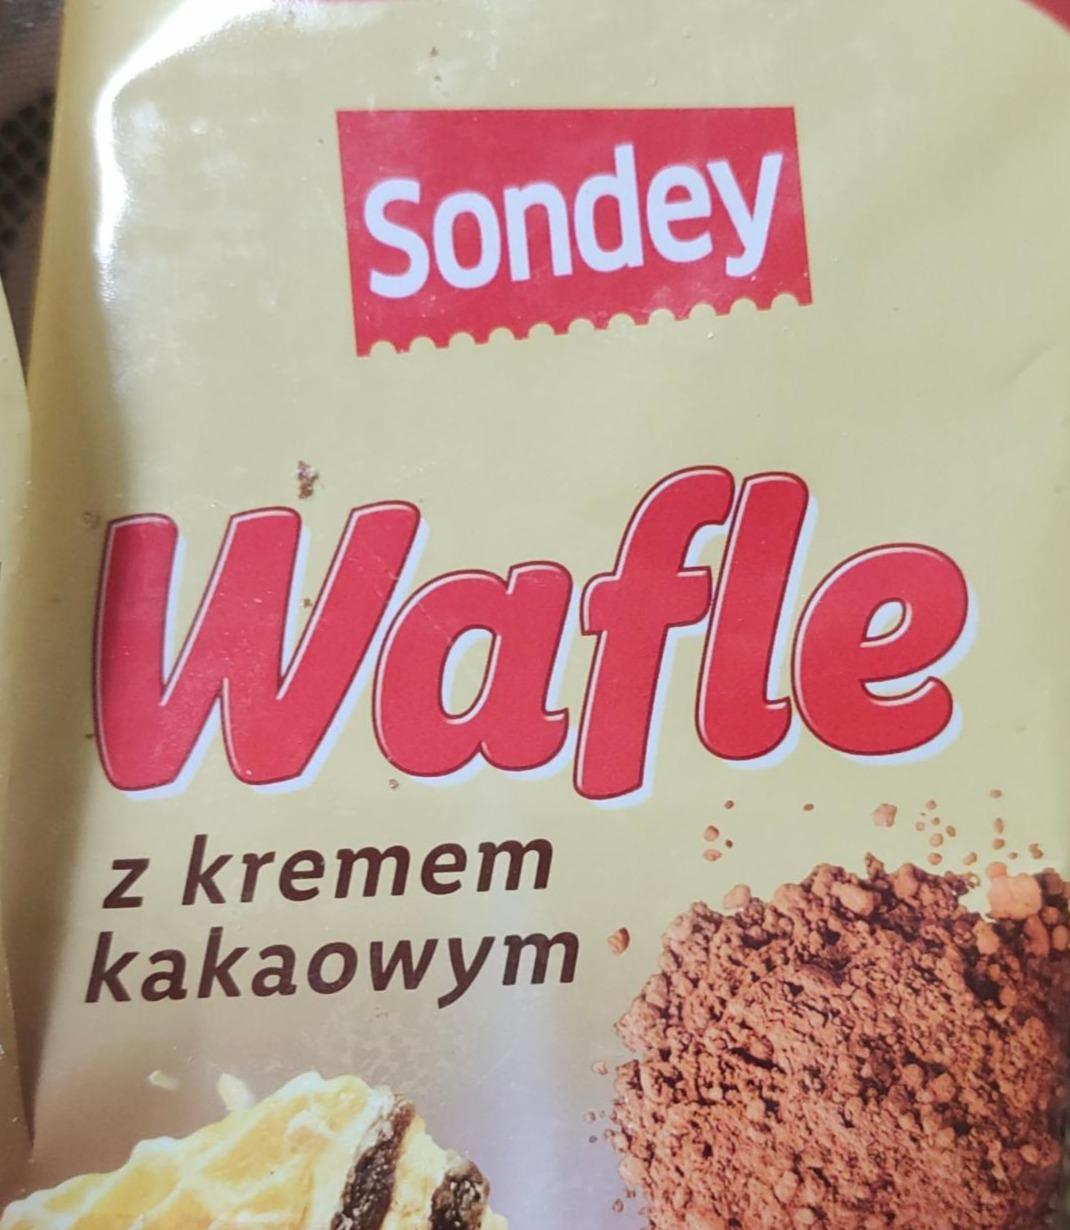 Sondey
Wafle
z kremem
kakaowym